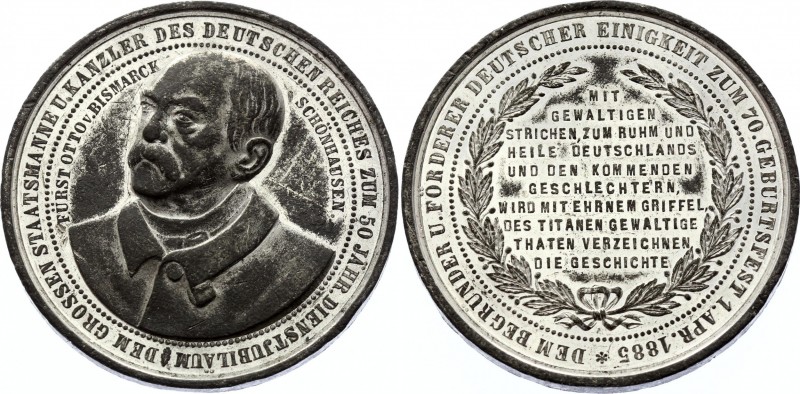 DEM GROSSEN STAATSMANNE U. KANZLER DES DEUTSCHEN REICHES ZUM 50 JÄHR. DIENSTJUBILÄUM
FÜRST OTTO v. BISMARCK
SCHÖNHAUSEN.
* DEM BEGRÜNDER U. FÖRDERER DEUTSCHER EINIGKEIT ZUM 70. GEBURTSFEST 1 APR. 1885
MIT
GEWALTIGEN
STRICHEN, ZUM RUHM UND
HEILE DEUTSCHLANDS
UND DEN KOMMENDEN
GESCHLECHTERN,
WIRD MIT EHRNEM GRIFFEL
DES TITANEN GEWALTIGE
THATEN VERZEICHNEN
DIE GESCHICHTE